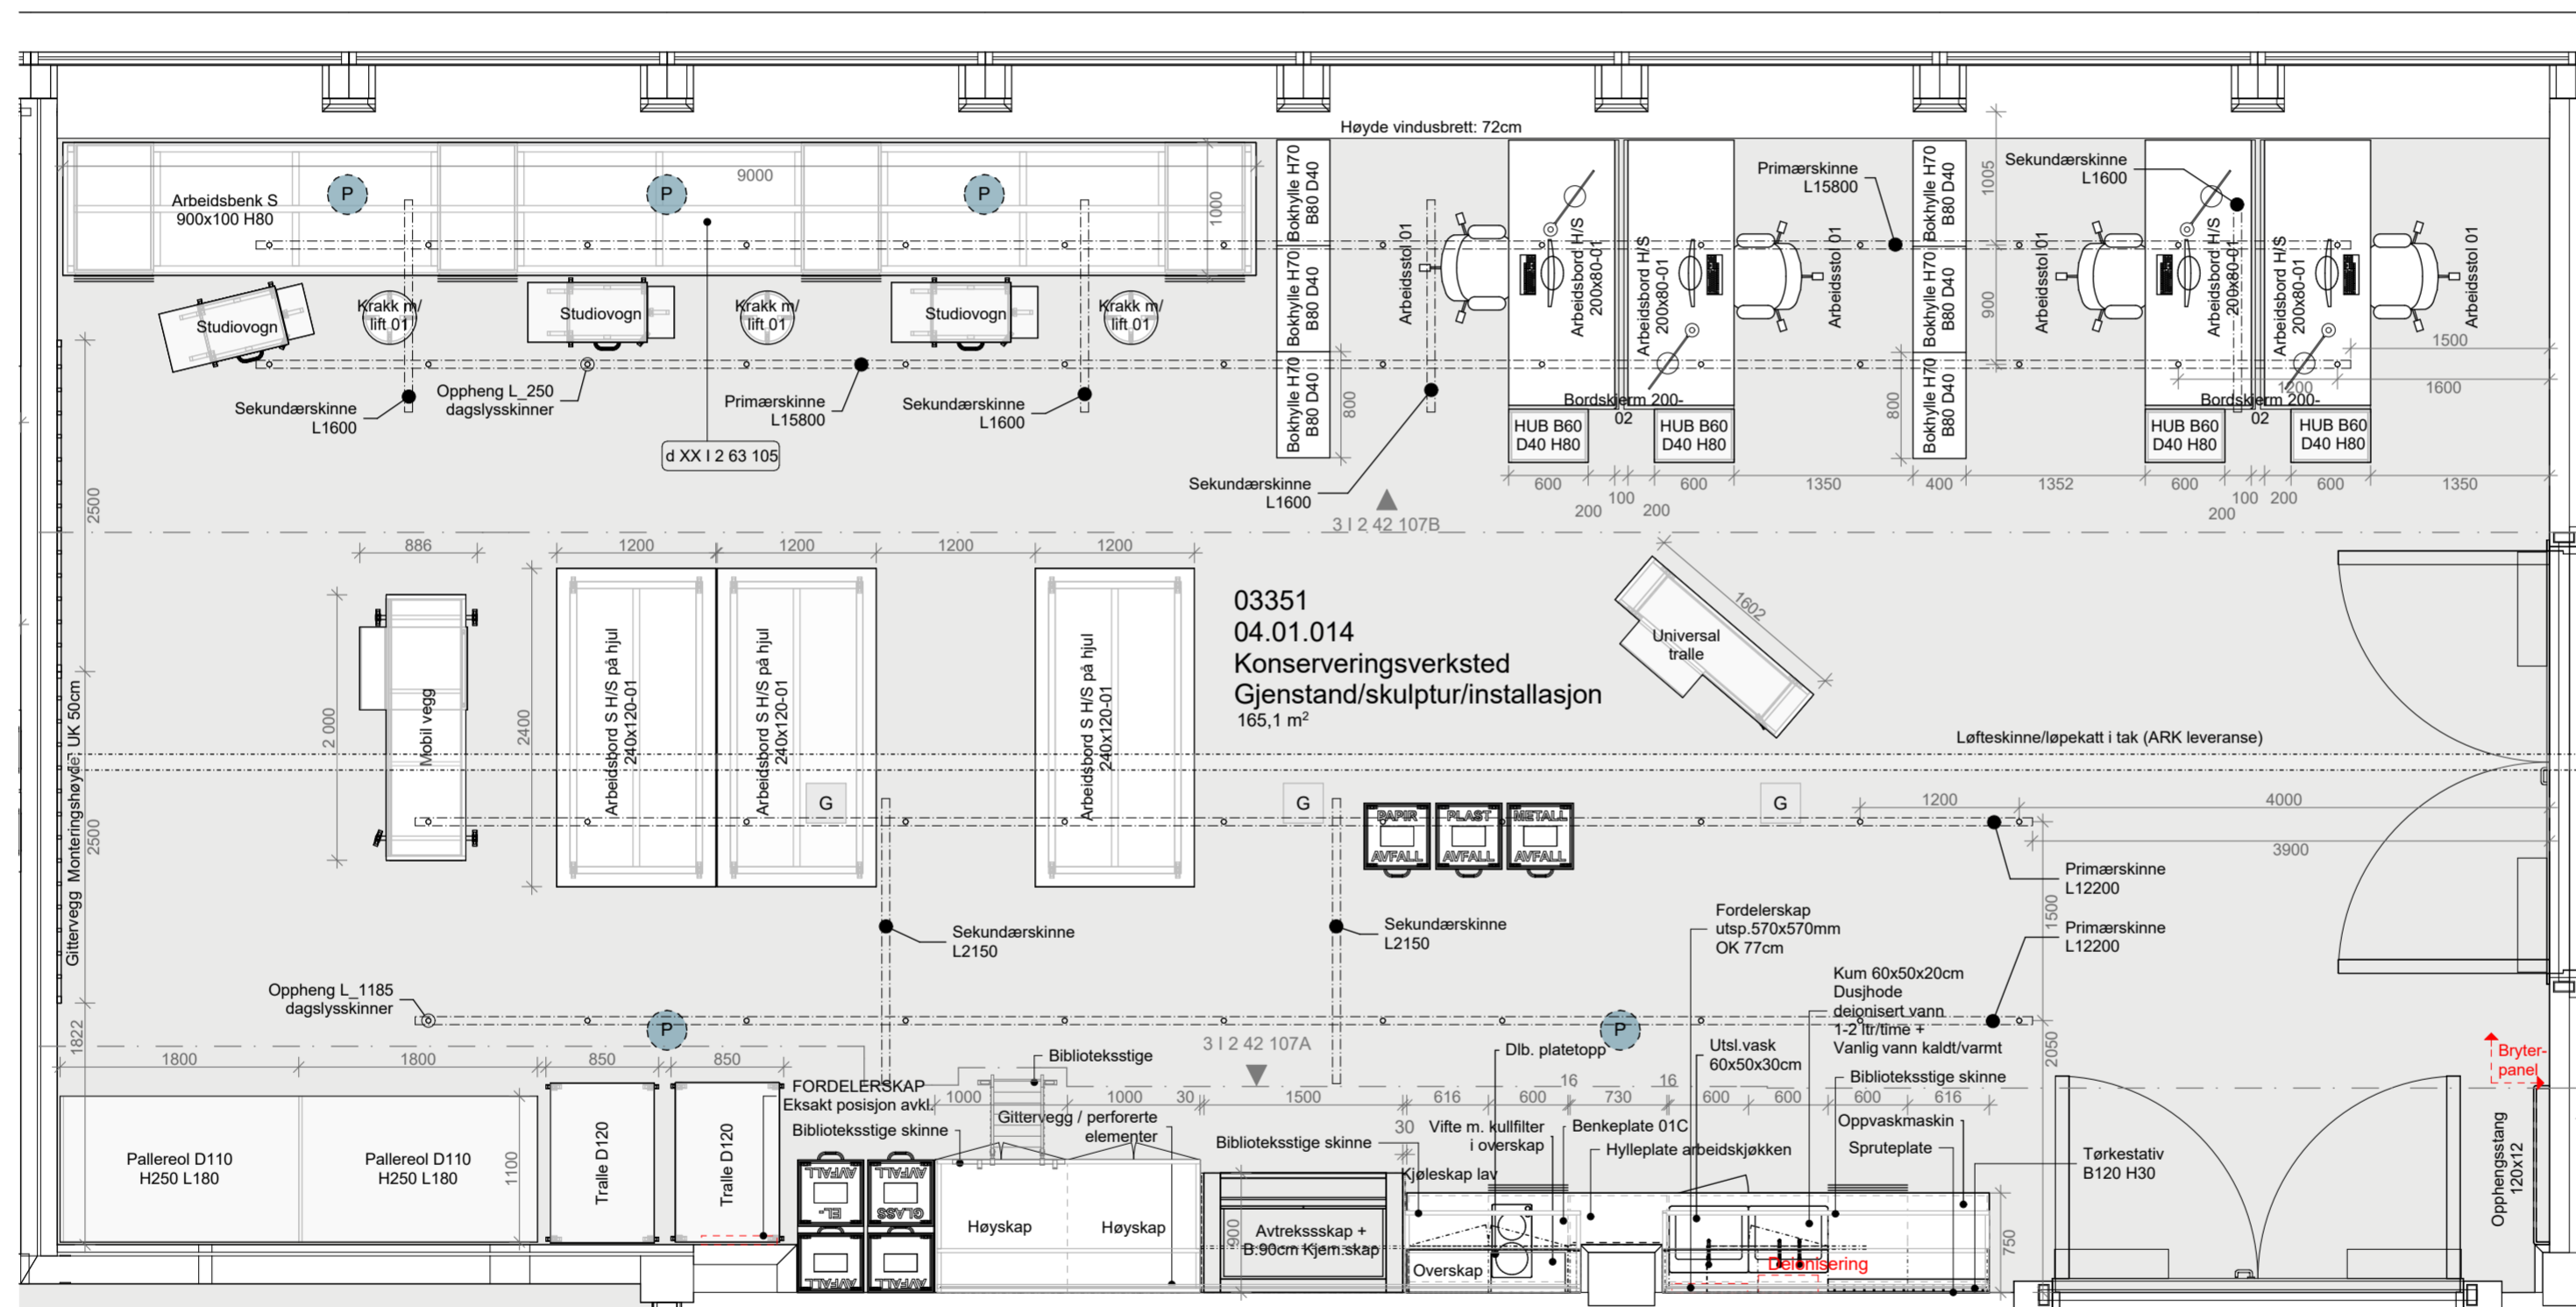 Høyde vindusbrett: 72cm
Arbeidsbenk S
900x100 H80
P
P
P
9000
1000
Bokhylle H70
B80 D40
Bokhylle H70
B80 D40
Bokhylle H70
B80 D40
800
Arbeidsstol 01
Arbeidsbord H/S
200x80-01
Arbeidsbord H/S
200x80-01
Arbeidsstol 01
Primærskinne
L15800
Bokhylle H70
B80 D40
Bokhylle H70
B80 D40
Bokhylle H70
B80 D40
800
1005
900
Sekundærskinne
L1600
Arbeidsstol 01
Arbeidsbord H/S
200x80-01
Arbeidsbord H/S
200x80-01
Arbeidsstol 01
1500
1200
1600
Studiovogn
Krakk m/
lift 01
Studiovogn
Krakk m/
lift 01
Studiovogn
Krakk m/
lift 01
Sekundærskinne
L1600
Oppheng L_250
dagslysskinner
Primærskinne
L15800
Sekundærskinne
L1600
d XX I 2 63 105
Sekundærskinne
L1600
Bordskjerm 200-
02
Bordskjerm 200-
02
HUB B60
D40 H80
HUB B60
D40 H80
HUB B60
D40 H80
HUB B60
D40 H80
600
100
600
1350
400
1352
600
100
200
600
1350
200
200
200
3 I 2 42 107B
2500
2500
1822
Gittervegg Monteringshøyde; UK 50cm
886
1200
1200
1200
1200
2 000
Mobil vegg
2400
Arbeidsbord S H/S på hjul
240x120-01
Arbeidsbord S H/S på hjul
240x120-01
Arbeidsbord S H/S på hjul
240x120-01
03351
04.01.014
Konserveringsverksted
Gjenstand/skulptur/installasjon
165,1 m²
Universal
tralle
1602
Løfteskinne/løpekatt i tak (ARK leveranse)
G
G
G
PAPIR
AVFALL
PLAST
AVFALL
METALL
AVFALL
1200
4000
3900
Primærskinne
L12200
1500
Primærskinne
L12200
2050
Sekundærskinne
L2150
Sekundærskinne
L2150
Fordelerskap
utsp.570x570mm
OK 77cm
Kum 60x50x20cm
Dusjhode
deionisert vann
1-2 ltr/time +
Vanlig vann kaldt/varmt
Oppheng L_1185
dagslysskinner
P
P
3 I 2 42 107A
Dlb. platetopp
Utsl.vask
60x50x30cm
Bryter-
panel
1800
1800
850
850
Biblioteksstige
FORDELERSKAP
Eksakt posisjon avkl.
Biblioteksstige skinne
1000
1000
30
1500
616
16
600
730
16
600
600
600
616
30
Biblioteksstige skinne
Gittervegg / perforerte
elementer
Biblioteksstige skinne
Vifte m. kullfilter
i overskap
Benkeplate 01C
Hylleplate arbeidskjøkken
Oppvaskmaskin
Spruteplate
Tørkestativ
B120 H30
Opphengsstang
120x12
Kjøleskap lav
Pallereol D110
H250 L180
Pallereol D110
H250 L180
1100
Tralle D120
Tralle D120
AVFALL
EL-
AVFALL
GLASS
AVFALL
AVFALL
Høyskap
Høyskap
900
Avtreksskap +
B:90cm Kjem.skap
Overskap
Deionisering
750